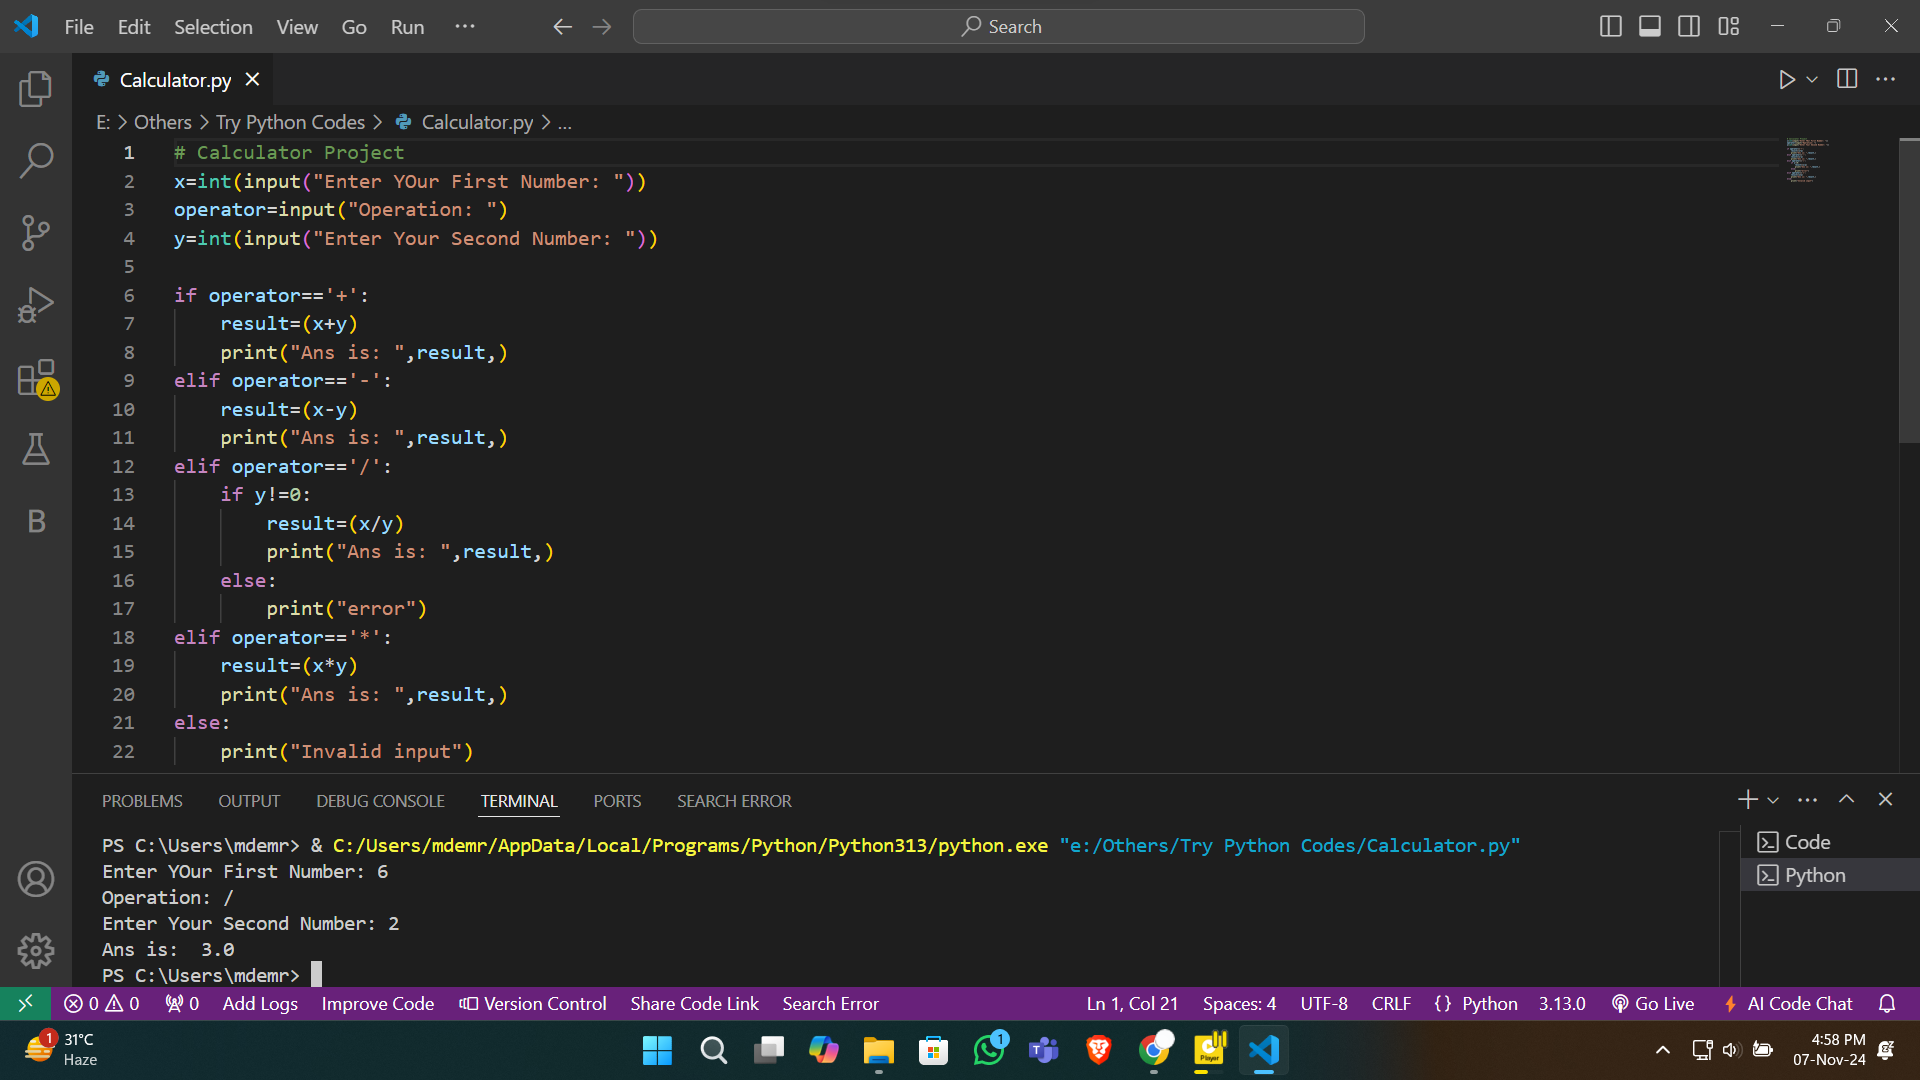 File Edit Selection View Go Run ··· Search
Calculator.py
E: > Others > Try Python Codes > Calculator.py > ...
1 # Calculator Project
2 x=int(input("Enter YOur First Number: "))
3 operator=input("Operation: ")
4 y=int(input("Enter Your Second Number: "))
5
6 if operator=='+':
7 result=(x+y)
8 print("Ans is: ",result,)
9 elif operator=='-':
10 result=(x-y)
11 print("Ans is: ",result,)
12 elif operator=='/':
13 if y!=0:
14 result=(x/y)
15 print("Ans is: ",result,)
16 else:
17 print("error")
18 elif operator=='*':
19 result=(x*y)
20 print("Ans is: ",result,)
21 else:
22 print("Invalid input")
B
PROBLEMS OUTPUT DEBUG CONSOLE TERMINAL PORTS SEARCH ERROR
PS C:\Users\mdemr> & C:/Users/mdemr/AppData/Local/Programs/Python/Python313/python.exe "e:/Others/Try Python Codes/Calculator.py"
Enter YOur First Number: 6
Operation: /
Enter Your Second Number: 2
Ans is:  3.0
PS C:\Users\mdemr>
Code
Python
0 0 0 Add Logs Improve Code Version Control Share Code Link Search Error Ln 1, Col 21 Spaces: 4 UTF-8 CRLF {} Python 3.13.0 Go Live AI Code Chat
1 31°C
Haze
1
Player
4:58 PM
07-Nov-24